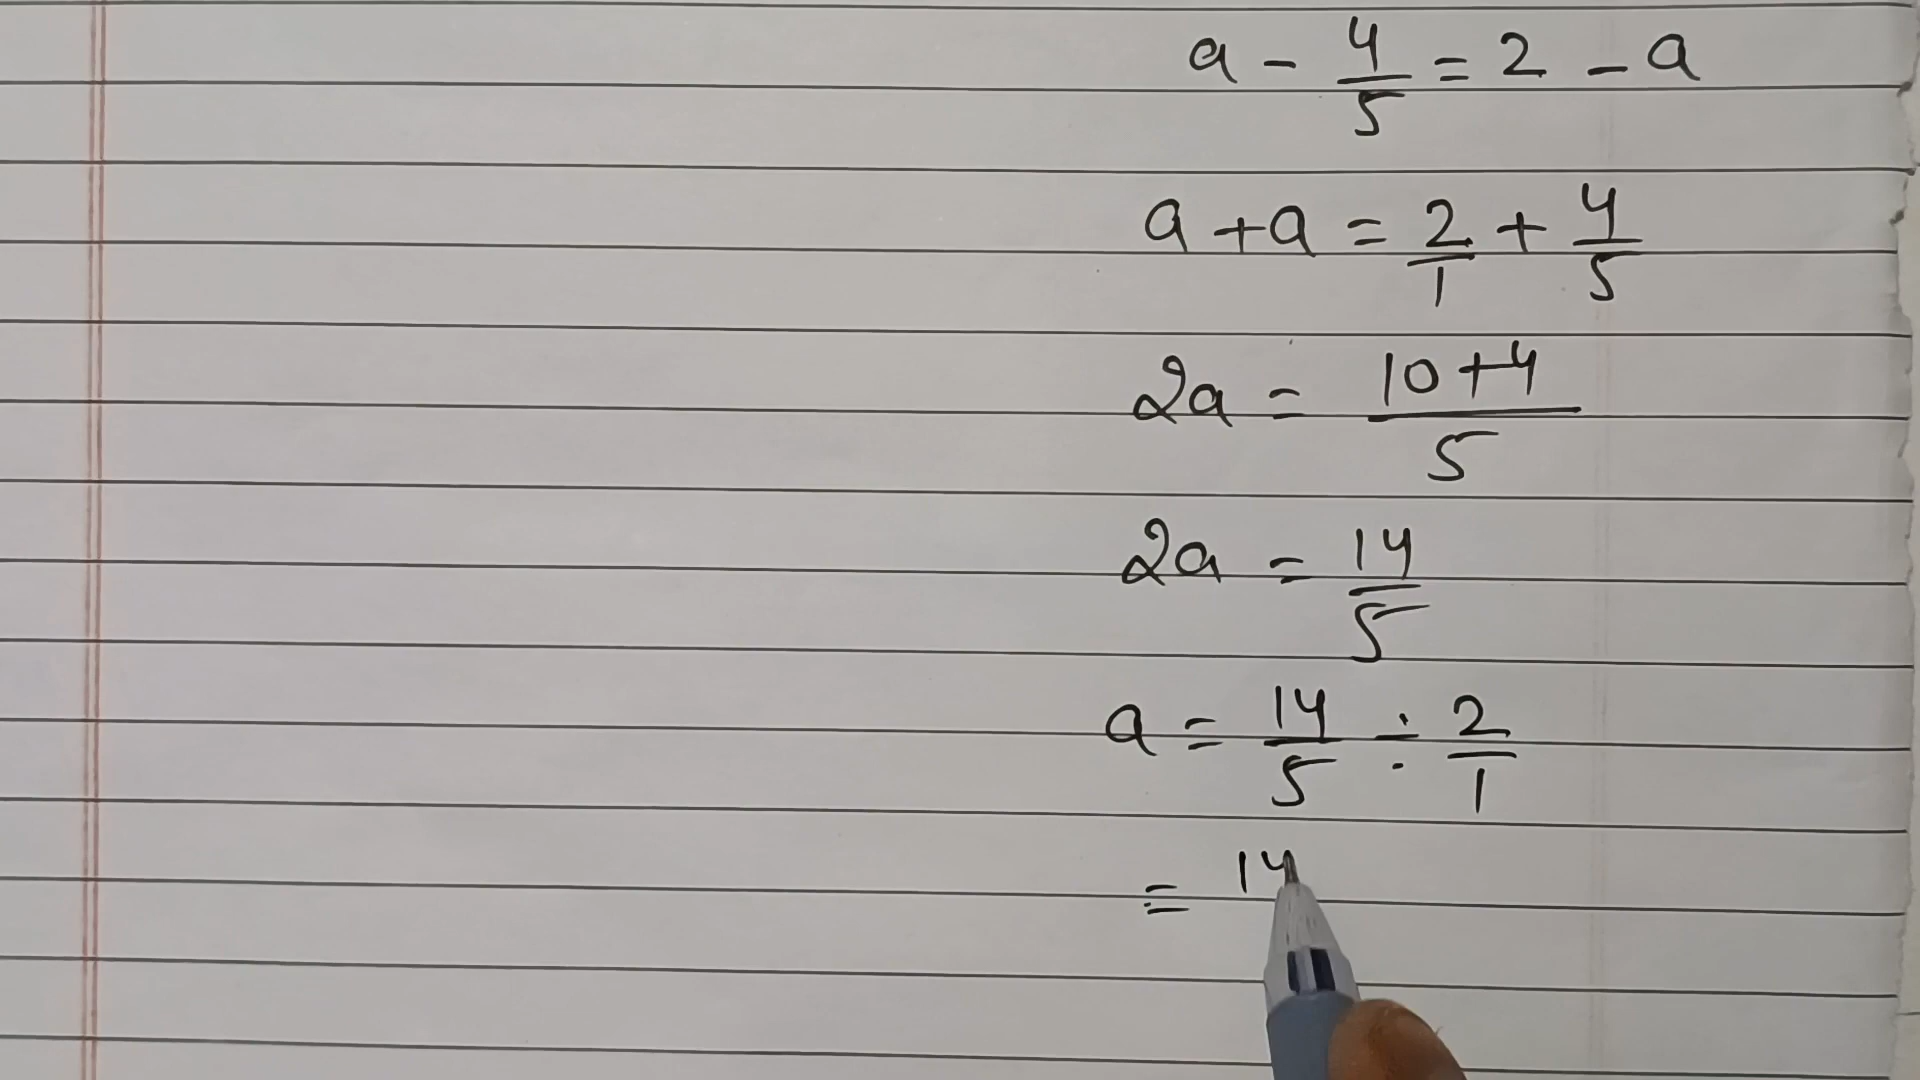 a - 4/5 = 2 - a
a + a = 2/1 + 4/5
2a = 10+4/5
2a = 14/5
a = 14/5 ÷ 2/1
= 14